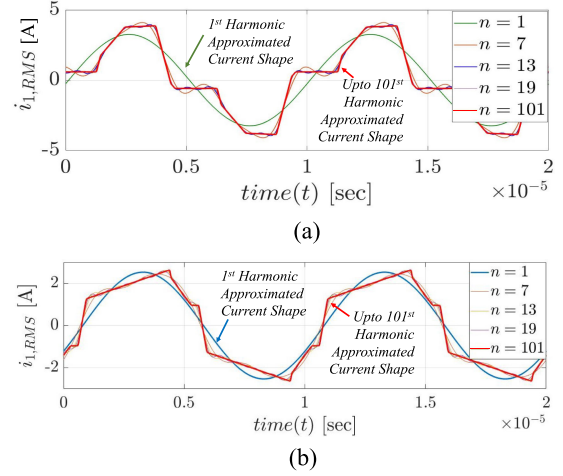 5
0
-5
i1,RMS [A]
1st Harmonic
Approximated
Current Shape
Upto 101st
Harmonic
Approximated
Current Shape
n = 1
n = 7
n = 13
n = 19
n = 101
0 0.5 1 1.5 2
×10-5
time(t) [sec]
(a)
2
0
-2
i1,RMS [A]
1st Harmonic
Approximated
Current Shape
Upto 101st
Harmonic
Approximated
Current Shape
n = 1
n = 7
n = 13
n = 19
n = 101
0 0.5 1 1.5 2
×10-5
time(t) [sec]
(b)